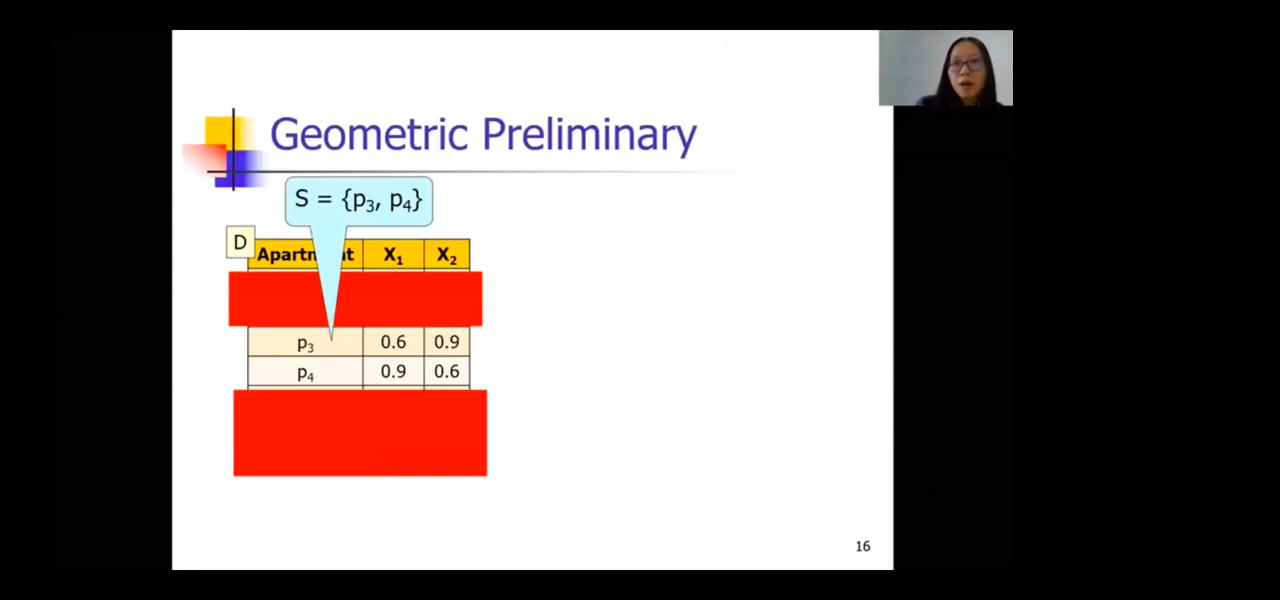 Geometric Preliminary
S = {p₃, p₄}
D
Apartment X₁ X₂
p₃ 0.6 0.9
p₄ 0.9 0.6
16